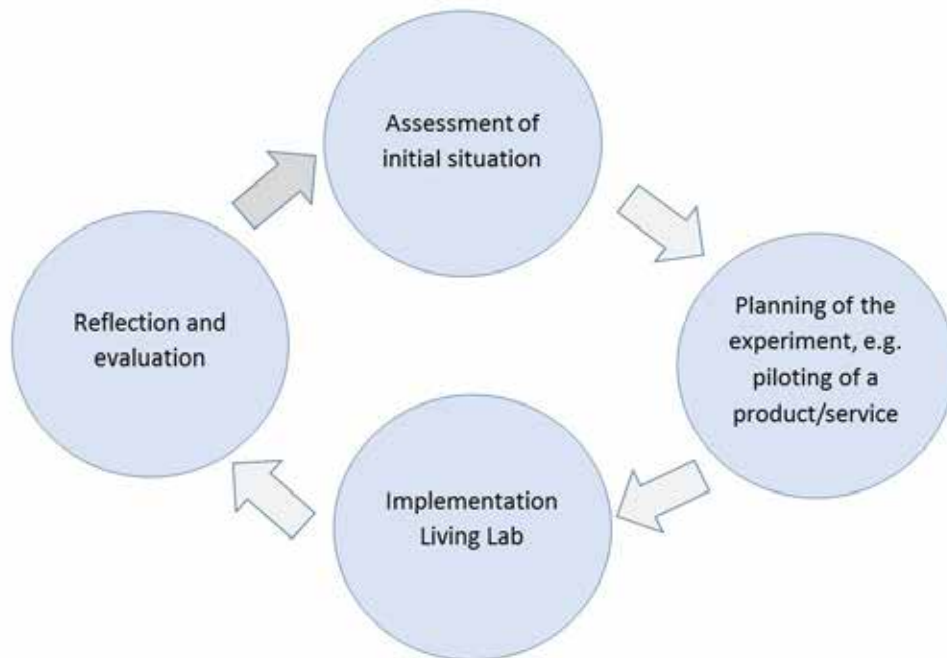 Assessment of
initial situation
Planning of the
experiment, e.g.
piloting of a
product/service
Implementation
Living Lab
Reflection and
evaluation